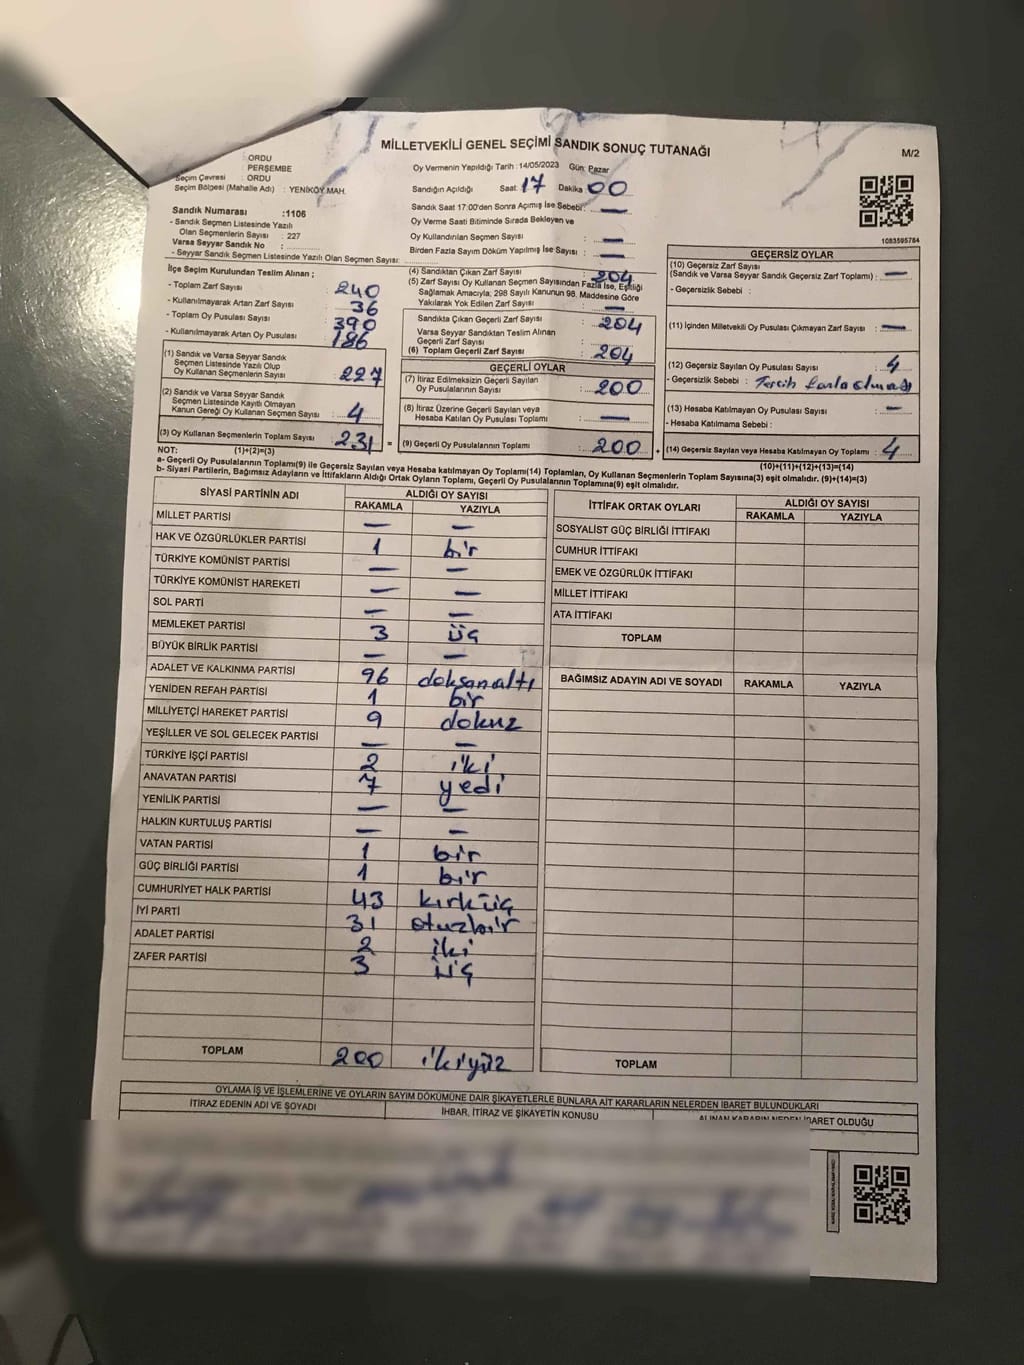 MİLLETVEKİLİ GENEL SEÇİMİ SANDIK SONUÇ TUTANAĞI
M/2
ORDU
PERŞEMBE
Seçim Çevresi : ORDU
Seçim Bölgesi (Mahalle Adı) : YENİKÖY MAH.
Oy Vermenin Yapıldığı Tarih : 14/05/2023 Gün: Pazar
Sandığın Açıldığı Saat: 17 Dakika 00
Sandık Saat 17:00'den Sonra Açımış İse Sebebi : —
Oy Verme Saati Bitiminde Sırada Bekleyen ve
Oy Kullandırılan Seçmen Sayısı : —
Birden Fazla Sayım Döküm Yapılmış İse Sayısı : —
1083595784
Sandık Numarası :1106
- Sandık Seçmen Listesinde Yazılı
Olan Seçmenlerin Sayısı : 227
Varsa Seyyar Sandık No :
- Seyyar Sandık Seçmen Listesinde Yazılı Olan Seçmen Sayısı:
İlçe Seçim Kurulundan Teslim Alınan ;
- Toplam Zarf Sayısı : 240
- Kullanılmayarak Artan Zarf Sayısı : 36
- Toplam Oy Pusulası Sayısı : 390
- Kullanılmayarak Artan Oy Pusulası : 186
(1) Sandık ve Varsa Seyyar Sandık
Seçmen Listesinde Yazılı Olup
Oy Kullanan Seçmenlerin Sayısı : 227
(2) Sandık ve Varsa Seyyar Sandık
Seçmen Listesinde Kayıtlı Olmayan
Kanun Gereği Oy Kullanan Seçmen Sayısı : 4
(3) Oy Kullanan Seçmenlerin Toplam Sayısı : 231 =
(4) Sandıktan Çıkan Zarf Sayısı : 204
(5) Zarf Sayısı Oy Kullanan Seçmen Sayısından Fazla İse, Eşitliği
Sağlamak Amacıyla, 298 Sayılı Kanunun 98. Maddesine Göre
Yakılarak Yok Edilen Zarf Sayısı : —
Sandıkta Çıkan Geçerli Zarf Sayısı : 204
Varsa Seyyar Sandıktan Teslim Alınan
Geçerli Zarf Sayısı :
(6) Toplam Geçerli Zarf Sayısı : 204
GEÇERLİ OYLAR
(7) İtiraz Edilmeksizin Geçerli Sayılan
Oy Pusulalarının Sayısı : 200
(8) İtiraz Üzerine Geçerli Sayılan veya
Hesaba Katılan Oy Pusulası Toplamı : —
(9) Geçerli Oy Pusulalarının Toplamı : 200 +
GEÇERSİZ OYLAR
(10) Geçersiz Zarf Sayısı
(Sandık ve Varsa Seyyar Sandık Geçersiz Zarf Toplamı) : —
- Geçersizlik Sebebi :
(11) İçinden Milletvekili Oy Pusulası Çıkmayan Zarf Sayısı : —
(12) Geçersiz Sayılan Oy Pusulası Sayısı : 4
- Geçersizlik Sebebi : Tercih fazla olması
(13) Hesaba Katılmayan Oy Pusulası Sayısı : —
- Hesaba Katılmama Sebebi :
(14) Geçersiz Sayılan veya Hesaba Katılmayan Oy Toplamı : 4
NOT: (1)+(2)=(3)
(10)+(11)+(12)+(13)=(14)
a- Geçerli Oy Pusulalarının Toplamı(9) ile Geçersiz Sayılan veya Hesaba katılmayan Oy Toplamı(14) Toplamları, Oy Kullanan Seçmenlerin Toplam Sayısına(3) eşit olmalıdır. (9)+(14)=(3)
b- Siyasi Partilerin, Bağımsız Adayların ve İttifakların Aldığı Ortak Oyların Toplamı, Geçerli Oy Pusulalarının Toplamına(9) eşit olmalıdır.
SİYASİ PARTİNİN ADI ALDIĞI OY SAYISI
RAKAMLA YAZIYLA
MİLLET PARTİSİ — —
HAK VE ÖZGÜRLÜKLER PARTİSİ 1 bir
TÜRKİYE KOMÜNİST PARTİSİ — —
TÜRKİYE KOMÜNİST HAREKETİ — —
SOL PARTİ — —
MEMLEKET PARTİSİ 3 üç
BÜYÜK BİRLİK PARTİSİ — —
ADALET VE KALKINMA PARTİSİ 96 doksanaltı
YENİDEN REFAH PARTİSİ 1 bir
MİLLİYETÇİ HAREKET PARTİSİ 9 dokuz
YEŞİLLER VE SOL GELECEK PARTİSİ — —
TÜRKİYE İŞÇİ PARTİSİ 2 iki
ANAVATAN PARTİSİ 7 yedi
YENİLİK PARTİSİ — —
HALKIN KURTULUŞ PARTİSİ — —
VATAN PARTİSİ 1 bir
GÜÇ BİRLİĞİ PARTİSİ 1 bir
CUMHURİYET HALK PARTİSİ 43 kırküç
İYİ PARTİ 31 otuzbir
ADALET PARTİSİ 2 iki
ZAFER PARTİSİ 3 üç
TOPLAM 200 ikiyüz
İTTİFAK ORTAK OYLARI ALDIĞI OY SAYISI
RAKAMLA YAZIYLA
SOSYALİST GÜÇ BİRLİĞİ İTTİFAKI
CUMHUR İTTİFAKI
EMEK VE ÖZGÜRLÜK İTTİFAKI
MİLLET İTTİFAKI
ATA İTTİFAKI
TOPLAM
BAĞIMSIZ ADAYIN ADI VE SOYADI RAKAMLA YAZIYLA
TOPLAM
OYLAMA İŞ VE İŞLEMLERİNE VE OYLARIN SAYIM DÖKÜMÜNE DAİR ŞİKAYETLERLE BUNLARA AİT KARARLARIN NELERDEN İBARET BULUNDUKLARI
İTİRAZ EDENİN ADI VE SOYADI İHBAR, İTİRAZ VE ŞİKAYETİN KONUSU ALINAN KARARIN NEDEN İBARET OLDUĞU